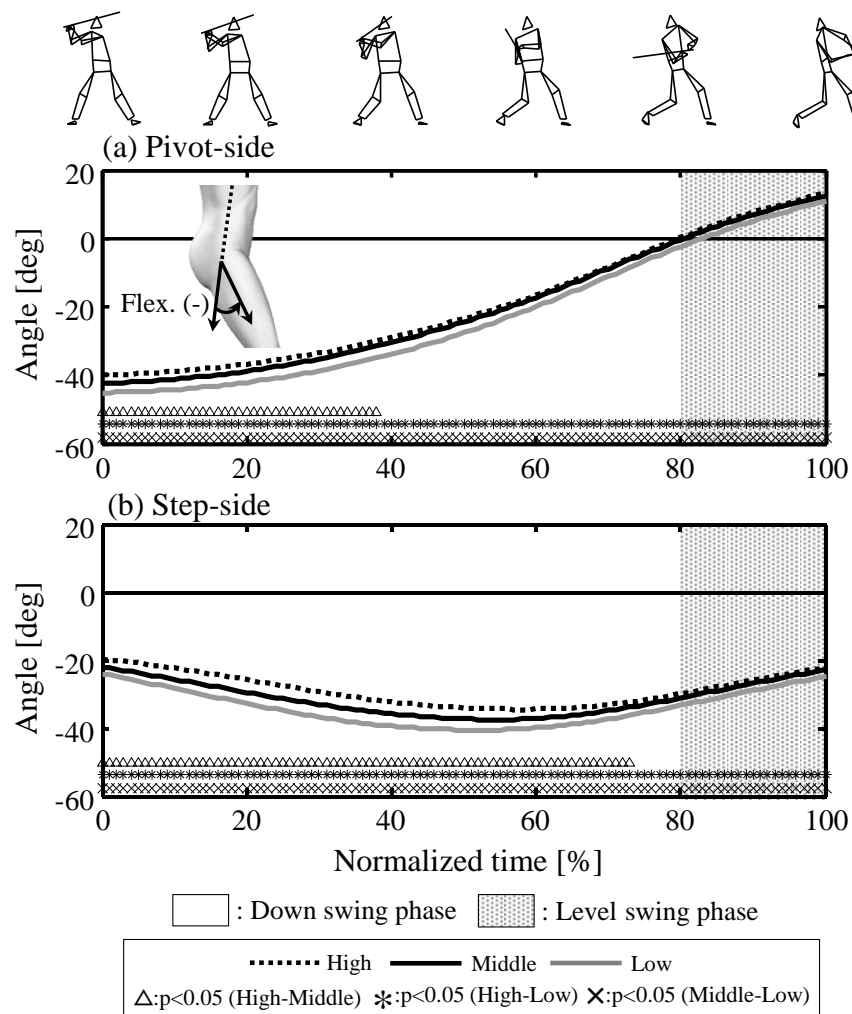 (a) Pivot-side
20
0
-20
-40
-60
Angle [deg]
Flex. (-)
0 20 40 60 80 100
(b) Step-side
20
0
-20
-40
-60
Angle [deg]
0 20 40 60 80 100
Normalized time [%]
: Down swing phase : Level swing phase
High Middle Low
△:p<0.05 (High-Middle) *:p<0.05 (High-Low) ×:p<0.05 (Middle-Low)